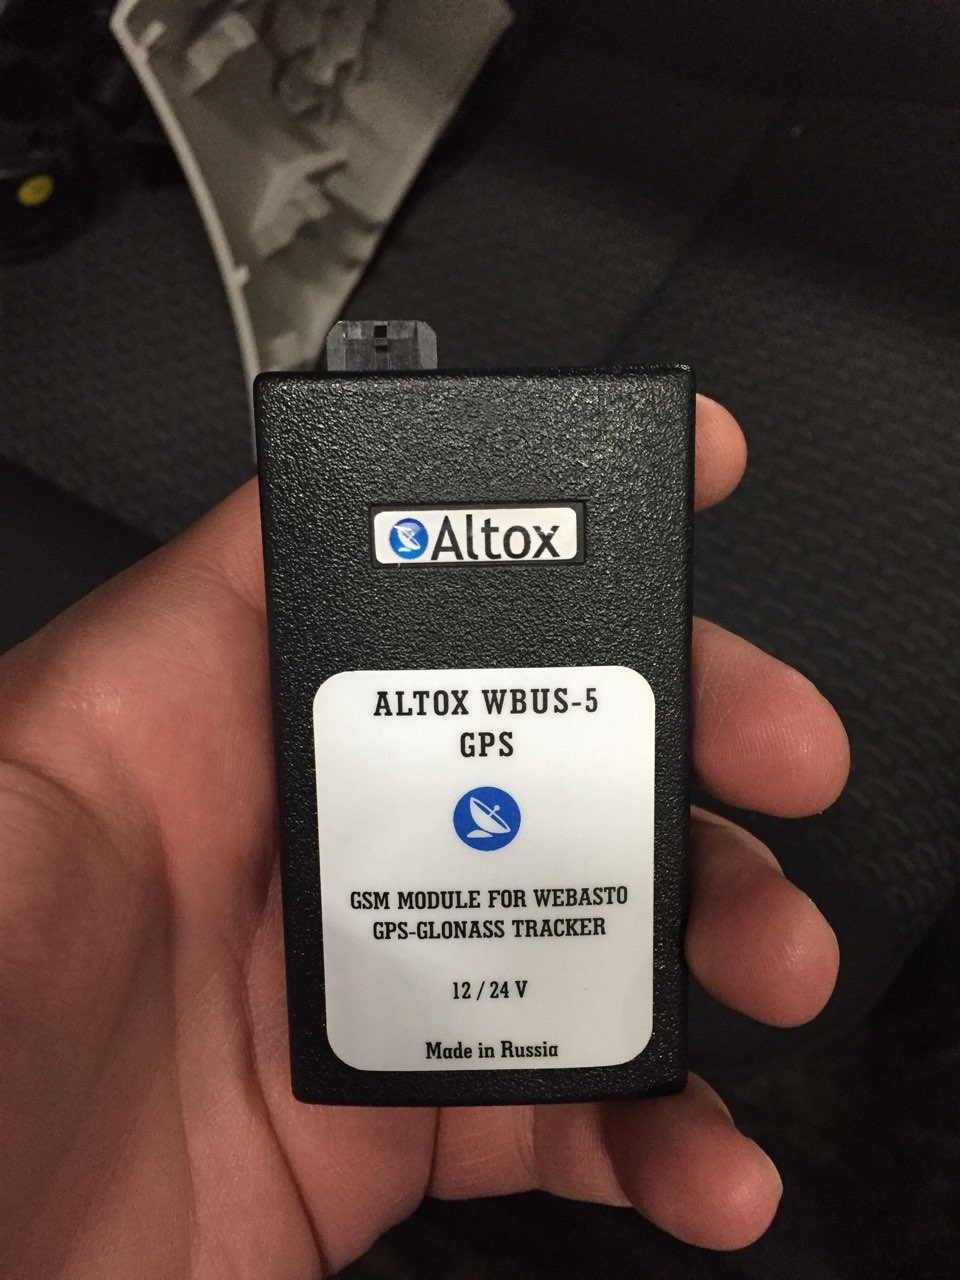 Altox
ALTOX WBUS-5
GPS
GSM MODULE FOR WEBASTO
GPS-GLONASS TRACKER
12 / 24 V
Made in Russia